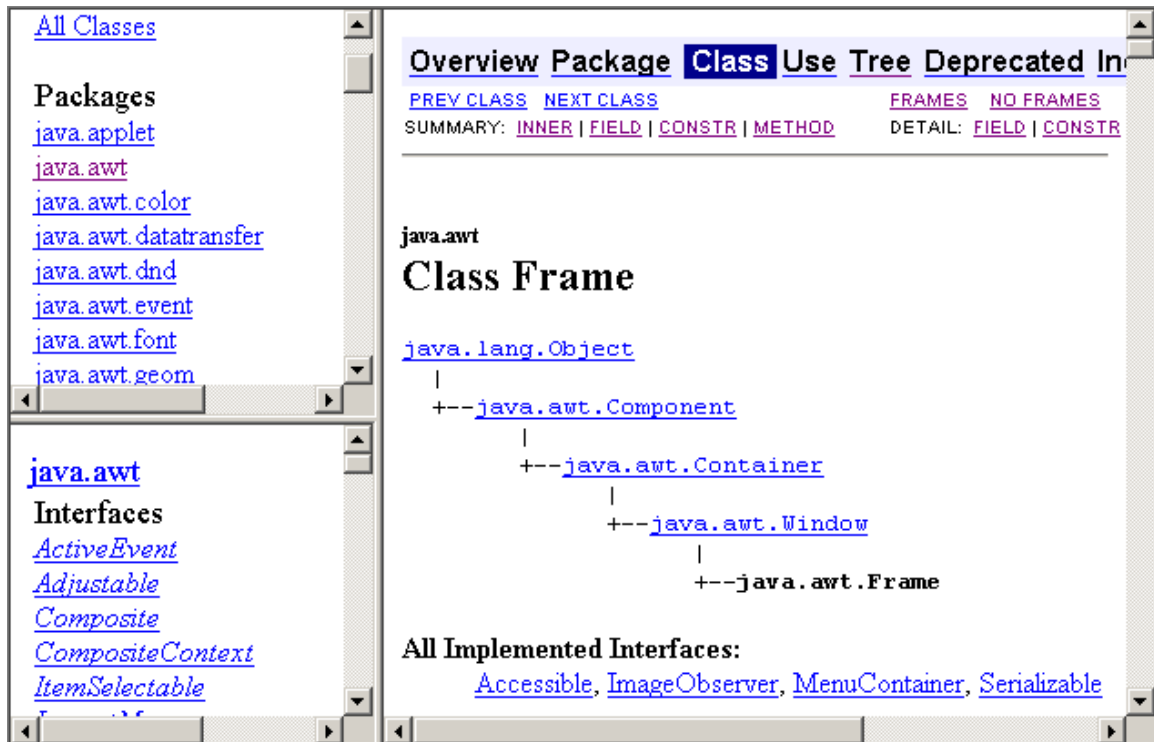 All Classes
Packages
java.applet
java.awt
java.awt.color
java.awt.datatransfer
java.awt.dnd
java.awt.event
java.awt.font
java.awt.geom
java.awt
Interfaces
ActiveEvent
Adjustable
Composite
CompositeContext
ItemSelectable
Overview Package Class Use Tree Deprecated
PREV CLASS NEXT CLASS FRAMES NO FRAMES
SUMMARY: INNER | FIELD | CONSTR | METHOD DETAIL: FIELD | CONSTR
java.awt
Class Frame
java.lang.Object
|
+--java.awt.Component
|
+--java.awt.Container
|
+--java.awt.Window
|
+--java.awt.Frame
All Implemented Interfaces:
Accessible, ImageObserver, MenuContainer, Serializable